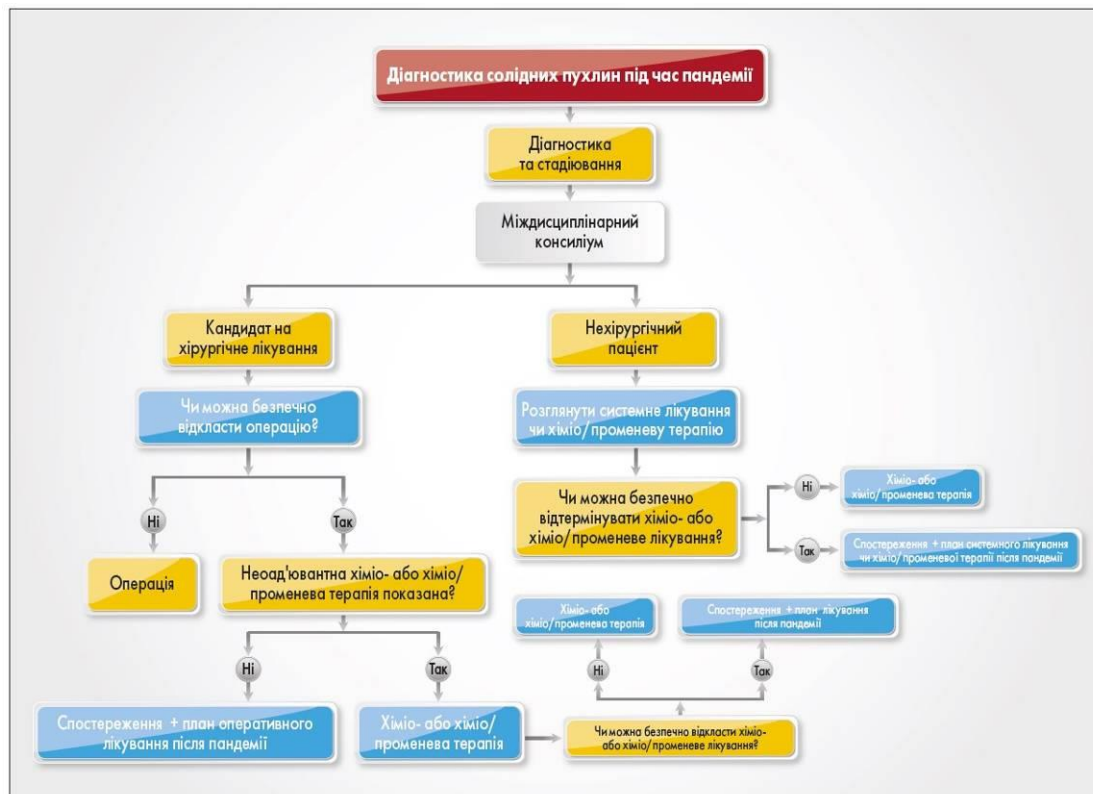 Діагностика солідних пухлин під час пандемії
Діагностика
та стадіювання
Міждисциплінарний
консиліум
Кандидат на
хірургічне лікування
Нехірургічний
пацієнт
Чи можна безпечно
відкласти операцію?
Розглянути системне лікування
чи хіміо/променеву терапію
Ні
Так
Чи можна безпечно
відтермінувати хіміо- або
хіміо/променеве лікування?
Ні
Хіміо- або
хіміо/променева терапія
Так
Спостереження + план системного лікування
чи хіміо/променевої терапії після пандемії
Операція
Неоад'ювантна хіміо- або хіміо/
променева терапія показана?
Хіміо- або
хіміо/променева терапія
Спостереження + план лікування
після пандемії
Ні
Так
Ні
Так
Спостереження + план оперативного
лікування після пандемії
Хіміо- або хіміо/
променева терапія
Чи можна безпечно відкласти хіміо-
або хіміо/променеве лікування?